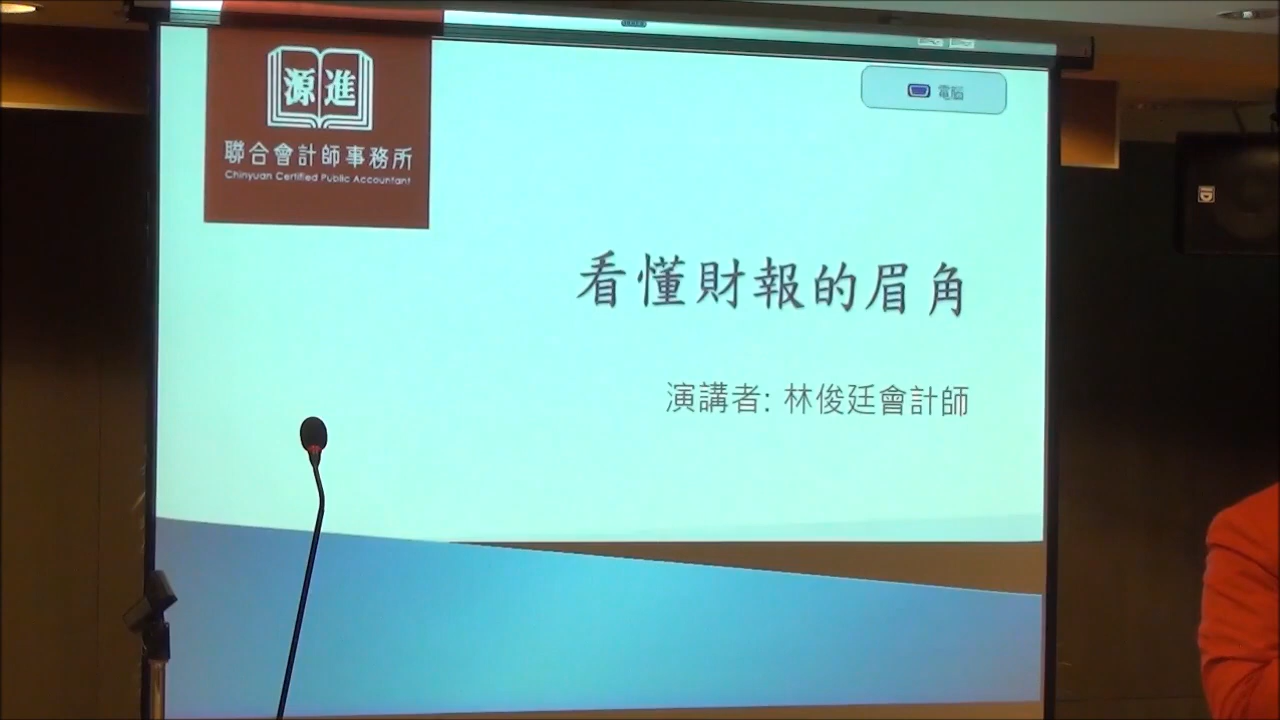 源進
聯合會計師事務所
Chinyuan Certified Public Accountant
電腦
看懂財報的眉角
演講者: 林俊廷會計師
iD